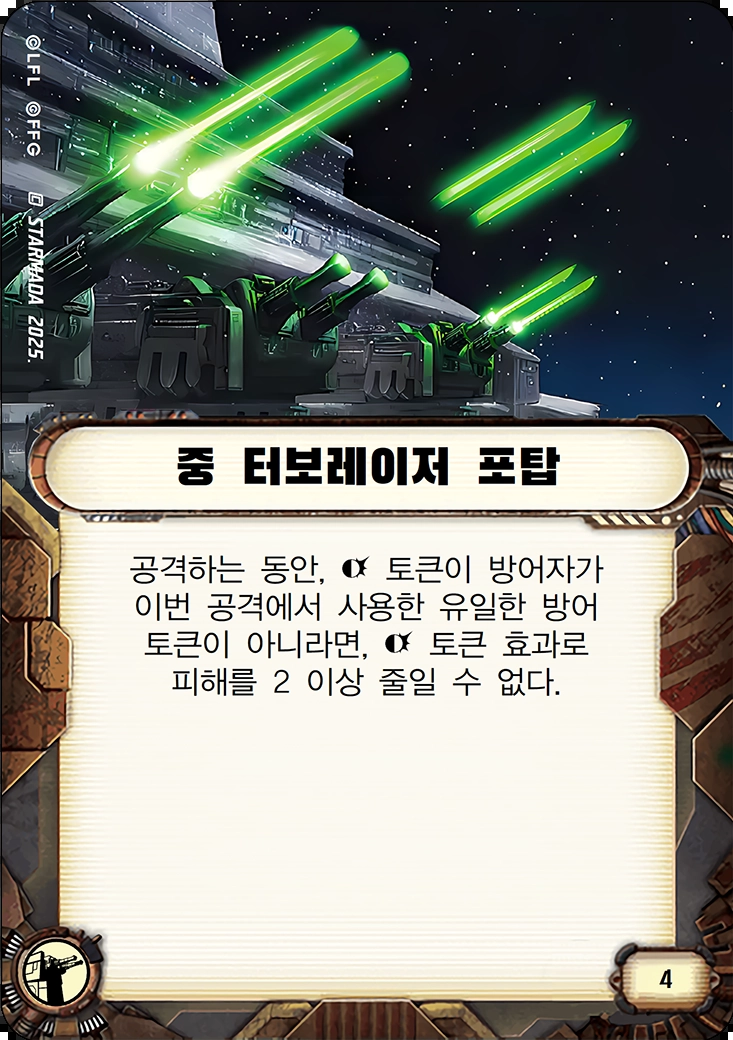 ©LFL ©FFG 🄲 STARMADA 2025.
중 터보레이저 포탑
공격하는 동안, 토큰이 방어자가
이번 공격에서 사용한 유일한 방어
토큰이 아니라면, 토큰 효과로
피해를 2 이상 줄일 수 없다.
4